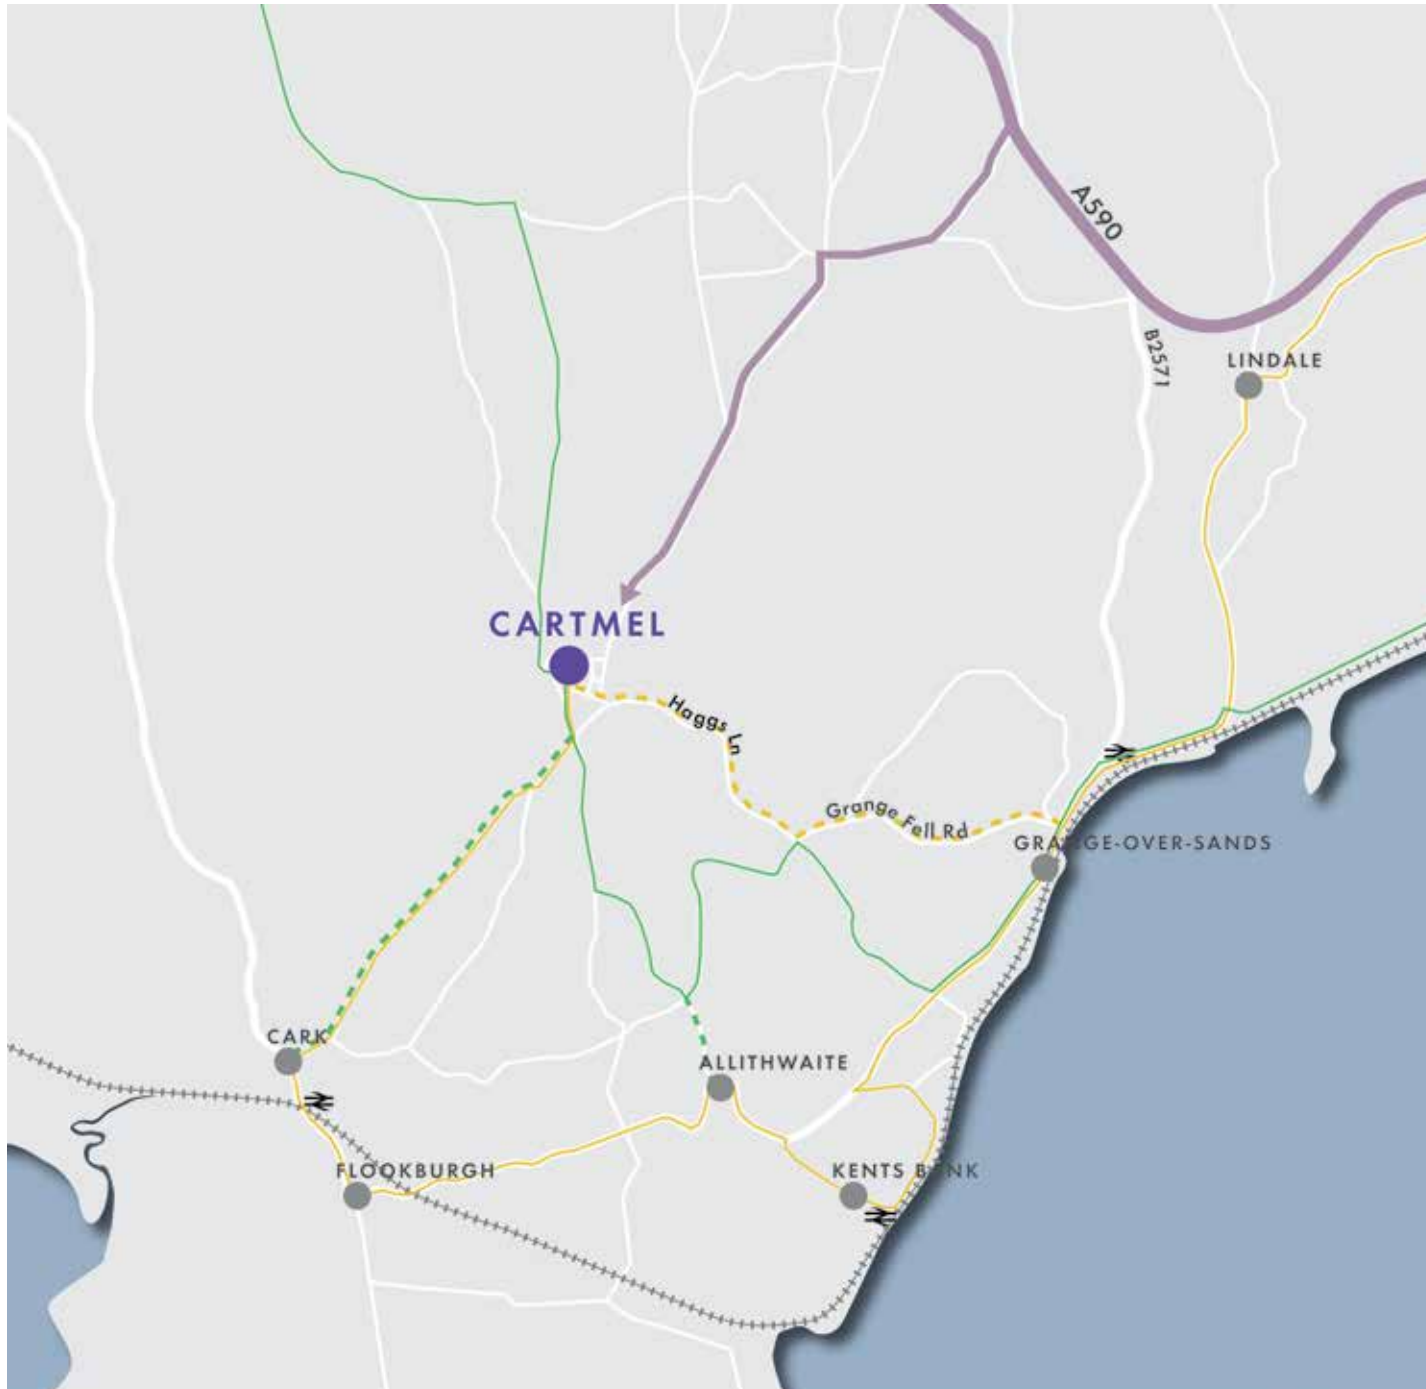 A590
B2571
LINDALE
CARTMEL
Haggs Ln
Grange Fell Rd
GRANGE-OVER-SANDS
CARK
ALLITHWAITE
FLOOKBURGH
KENTS BANK